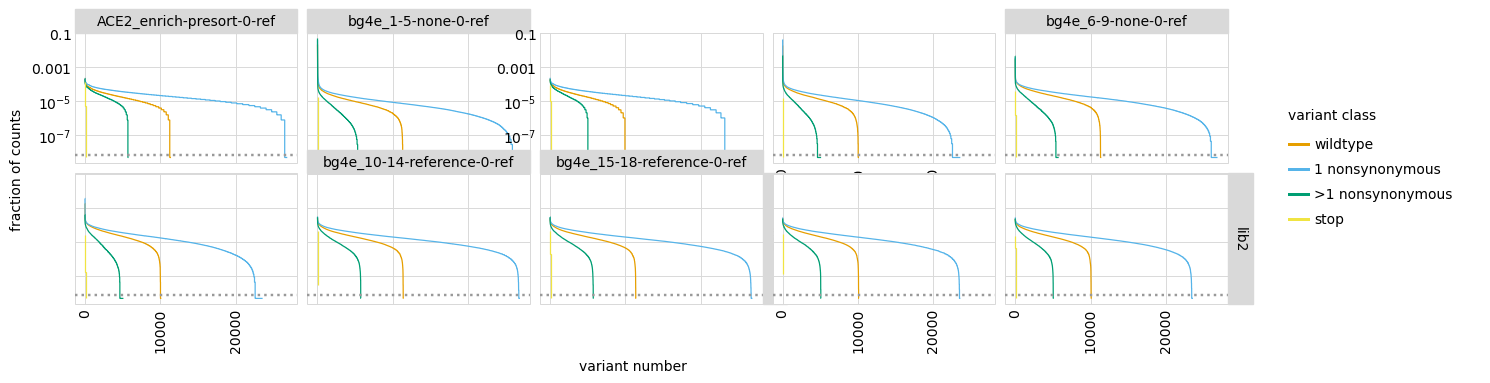 ACE2_enrich-presort-0-ref
bg4e_1-5-none-0-ref
bg4e_6-9-none-0-ref
0.1
0.1
0.001
0.001
10−5
10−5
10−7
10−7
fraction of counts
bg4e_10-14-reference-0-ref
bg4e_15-18-reference-0-ref
lib2
0
10000
20000
0
10000
20000
0
10000
20000
variant number
variant class
wildtype
1 nonsynonymous
>1 nonsynonymous
stop